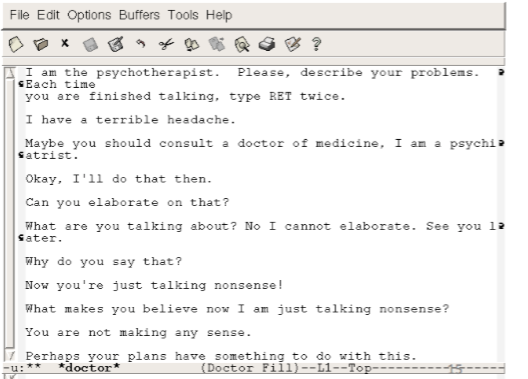 File Edit Options Buffers Tools Help
I am the psychotherapist.  Please, describe your problems.
Each time
you are finished talking, type RET twice.
I have a terrible headache.
Maybe you should consult a doctor of medicine, I am a psychi
atrist.
Okay, I'll do that then.
Can you elaborate on that?
What are you talking about? No I cannot elaborate. See you l
ater.
Why do you say that?
Now you're just talking nonsense!
What makes you believe now I am just talking nonsense?
You are not making any sense.
Perhaps your plans have something to do with this.
-u:**  *doctor*          (Doctor Fill)--L1--Top